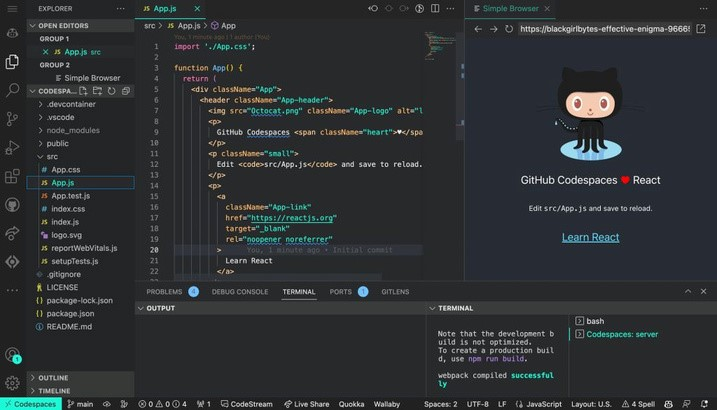 EXPLORER
OPEN EDITORS
GROUP 1
App.js src
GROUP 2
Simple Browser
CODESPA...
.devcontainer
.vscode
node_modules
public
src
App.css
App.js
App.test.js
index.css
index.js
logo.svg
reportWebVitals.js
setupTests.js
.gitignore
LICENSE
package-lock.json
package.json
README.md
OUTLINE
TIMELINE
App.js
src > App.js > App
You, 1 minute ago | 1 author (You)
1 import './App.css';
2
3 function App() {
4 return (
5 <div className="App">
6 <header className="App-header">
7 <img src="Octocat.png" className="App-logo" alt="l
8 <p>
9 GitHub Codespaces <span className="heart">♥</spa
10 </p>
11 <p className="small">
12 Edit <code>src/App.js</code> and save to reload.
13 </p>
14 <p>
15 <a
16 className="App-link"
17 href="https://reactjs.org"
18 target="_blank"
19 rel="noopener noreferrer"
20 > You, 1 minute ago • Initial commit
21 Learn React
22 </a>
Simple Browser
https://blackgirlbytes-effective-enigma-9666
GitHub Codespaces ♥ React
Edit src/App.js and save to reload.
Learn React
PROBLEMS 4 DEBUG CONSOLE TERMINAL PORTS 1 GITLENS
OUTPUT
TERMINAL
Note that the development b
uild is not optimized.
To create a production buil
d, use npm run build.
webpack compiled successful
ly
bash
Codespaces: server
1
Codespaces main 0 0 4 1 CodeStream Live Share Quokka Wallaby Spaces: 2 UTF-8 LF JavaScript Layout: U.S. 4 Spell